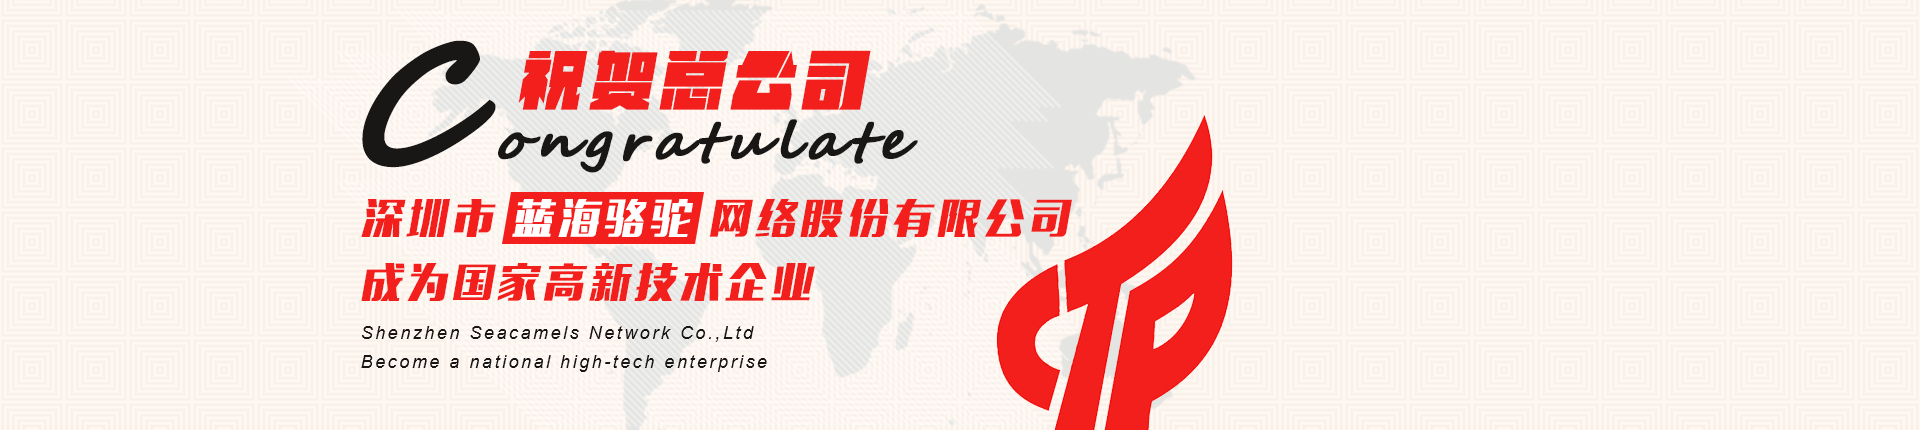 祝贺总公司
Congratulate
深圳市蓝海骆驼网络股份有限公司
成为国家高新技术企业
Shenzhen Seacamels Network Co.,Ltd
Become a national high-tech enterprise